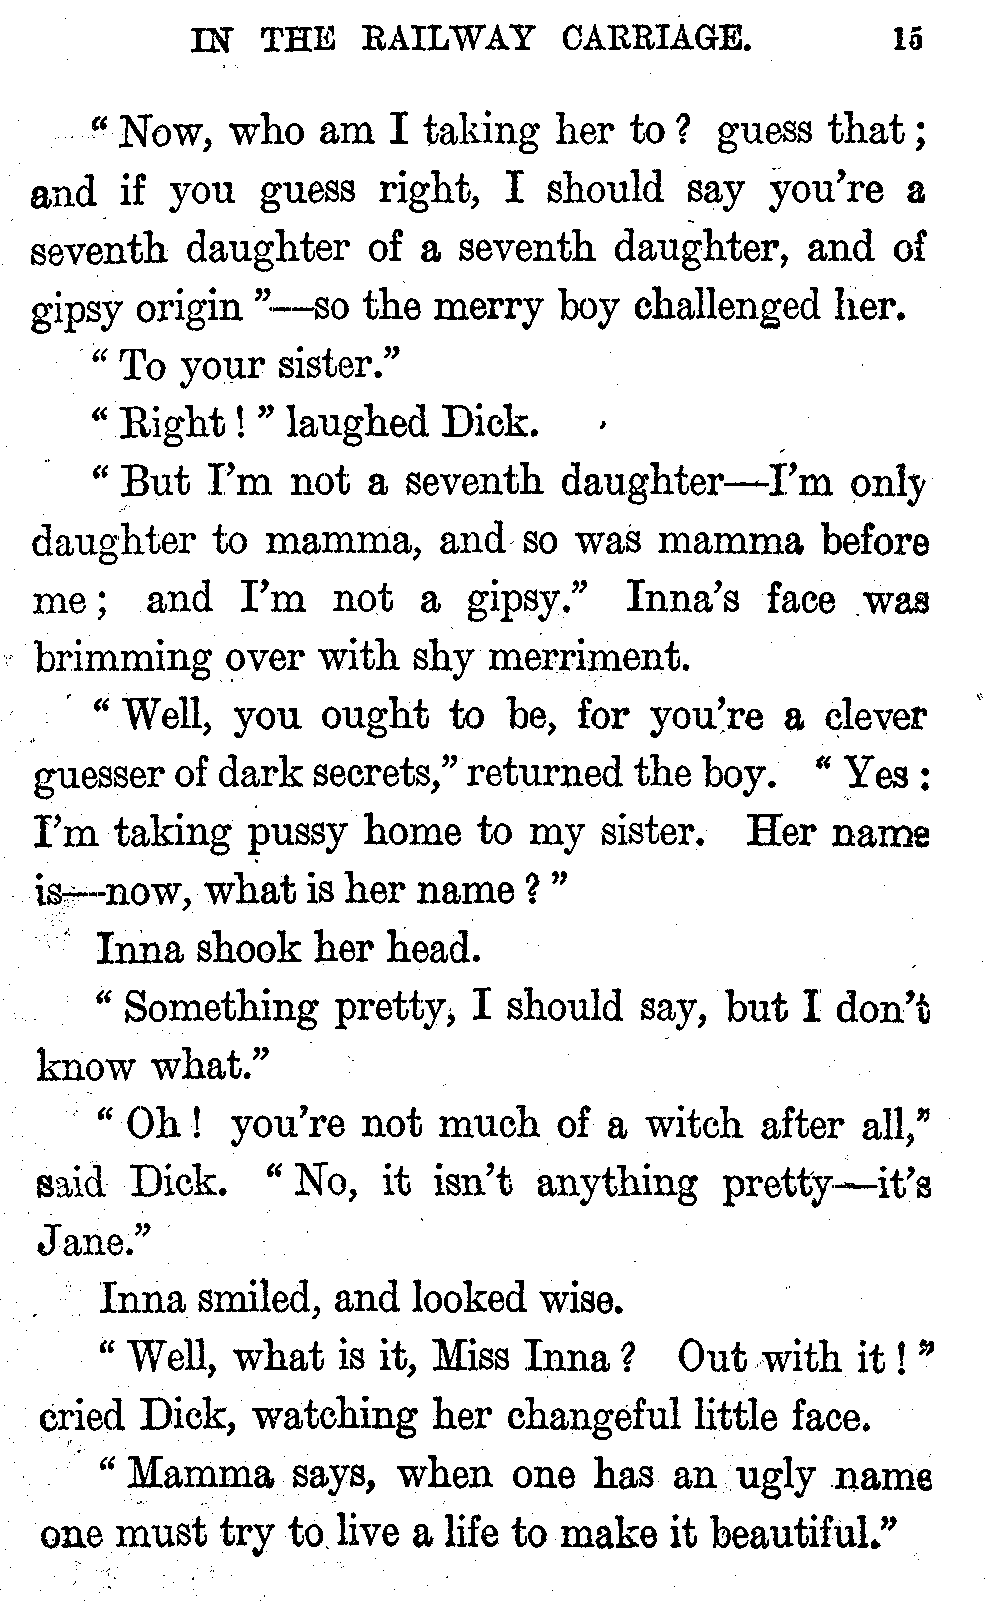 IN THE RAILWAY CARRIAGE. 15
“ Now, who am I taking her to ? guess that ;
and if you guess right, I should say you’re a
seventh daughter of a seventh daughter, and of
gipsy origin ”—so the merry boy challenged her.
“ To your sister.”
“ Right ! ” laughed Dick.
“ But I’m not a seventh daughter—I’m only
daughter to mamma, and so was mamma before
me ; and I’m not a gipsy.” Inna’s face was
brimming over with shy merriment.
“ Well, you ought to be, for you’re a clever
guesser of dark secrets,” returned the boy. “ Yes :
I’m taking pussy home to my sister. Her name
is—now, what is her name ? ”
Inna shook her head.
“ Something pretty, I should say, but I don’t
know what.”
“ Oh ! you’re not much of a witch after all,”
said Dick. “ No, it isn’t anything pretty—it’s
Jane.”
Inna smiled, and looked wise.
“ Well, what is it, Miss Inna ? Out with it ! ”
cried Dick, watching her changeful little face.
“ Mamma says, when one has an ugly name
one must try to live a life to make it beautiful.”